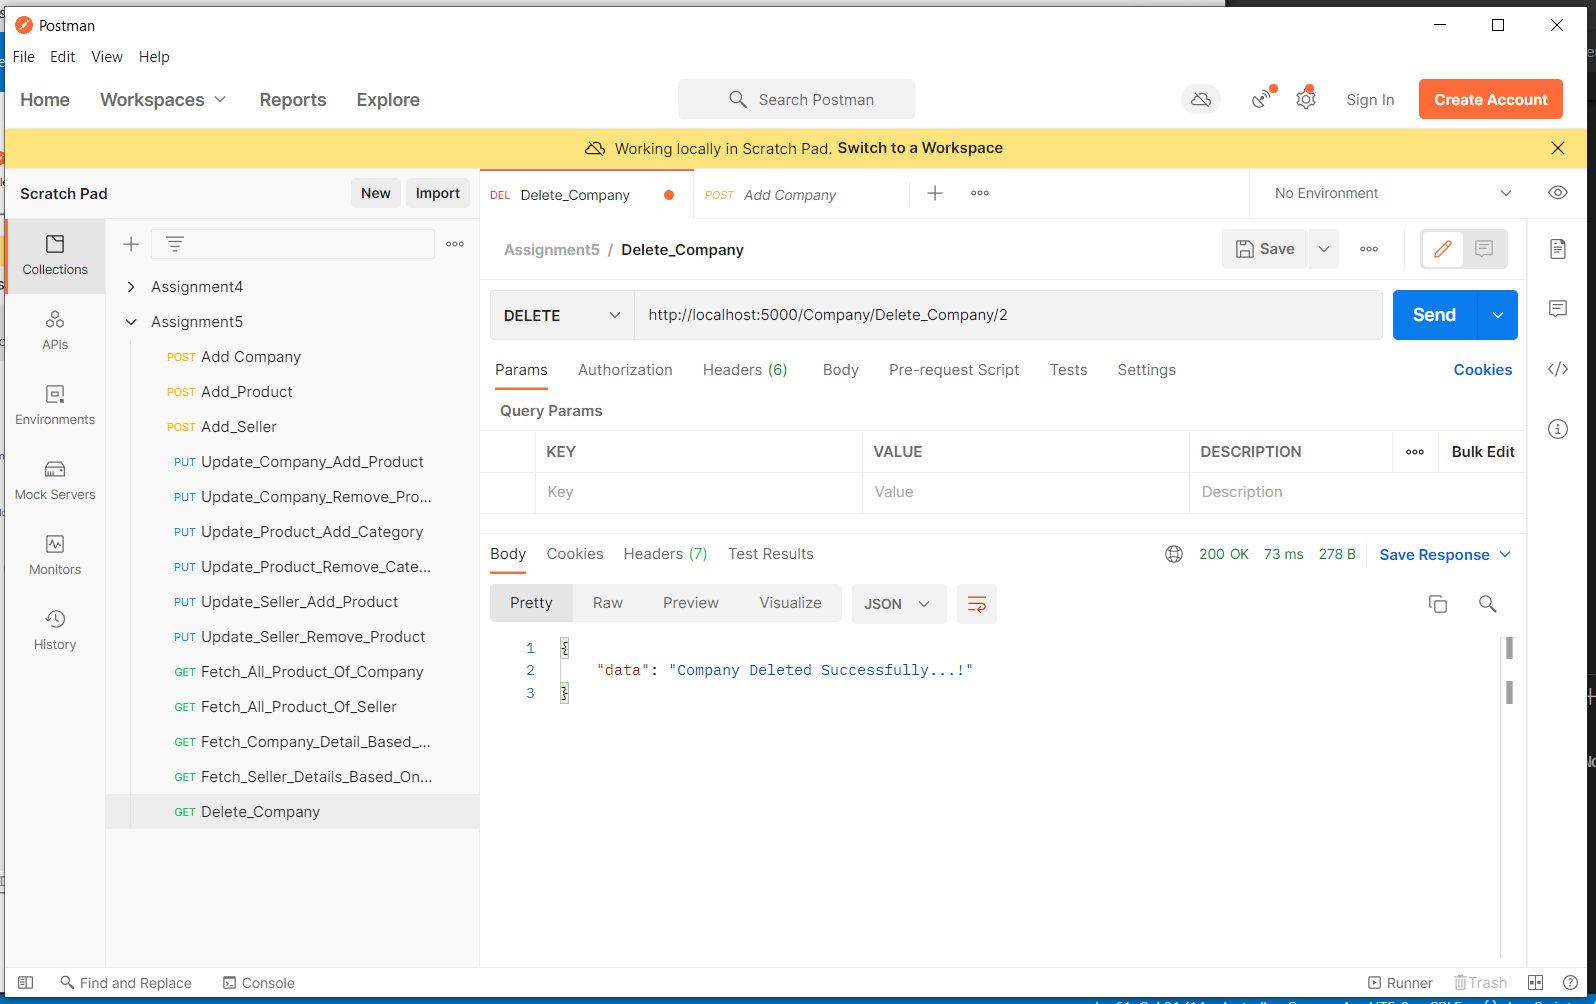 Postman
File Edit View Help
Home Workspaces Reports Explore
Search Postman
Sign In
Create Account
Working locally in Scratch Pad. Switch to a Workspace
Scratch Pad
New
Import
DEL Delete_Company
POST Add Company
No Environment
Collections
APIs
Environments
Mock Servers
Monitors
History
Assignment4
Assignment5
POST Add Company
POST Add_Product
POST Add_Seller
PUT Update_Company_Add_Product
PUT Update_Company_Remove_Pro...
PUT Update_Product_Add_Category
PUT Update_Product_Remove_Cate...
PUT Update_Seller_Add_Product
PUT Update_Seller_Remove_Product
GET Fetch_All_Product_Of_Company
GET Fetch_All_Product_Of_Seller
GET Fetch_Company_Detail_Based_...
GET Fetch_Seller_Details_Based_On...
GET Delete_Company
Assignment5 / Delete_Company
Save
DELETE
http://localhost:5000/Company/Delete_Company/2
Send
Params Authorization Headers (6) Body Pre-request Script Tests Settings
Cookies
Query Params
KEY VALUE DESCRIPTION
Bulk Edit
Key Value Description
Body Cookies Headers (7) Test Results
200 OK 73 ms 278 B
Save Response
Pretty Raw Preview Visualize
JSON
1 {
2 "data": "Company Deleted Successfully...!"
3 }
Find and Replace
Console
Runner
Trash